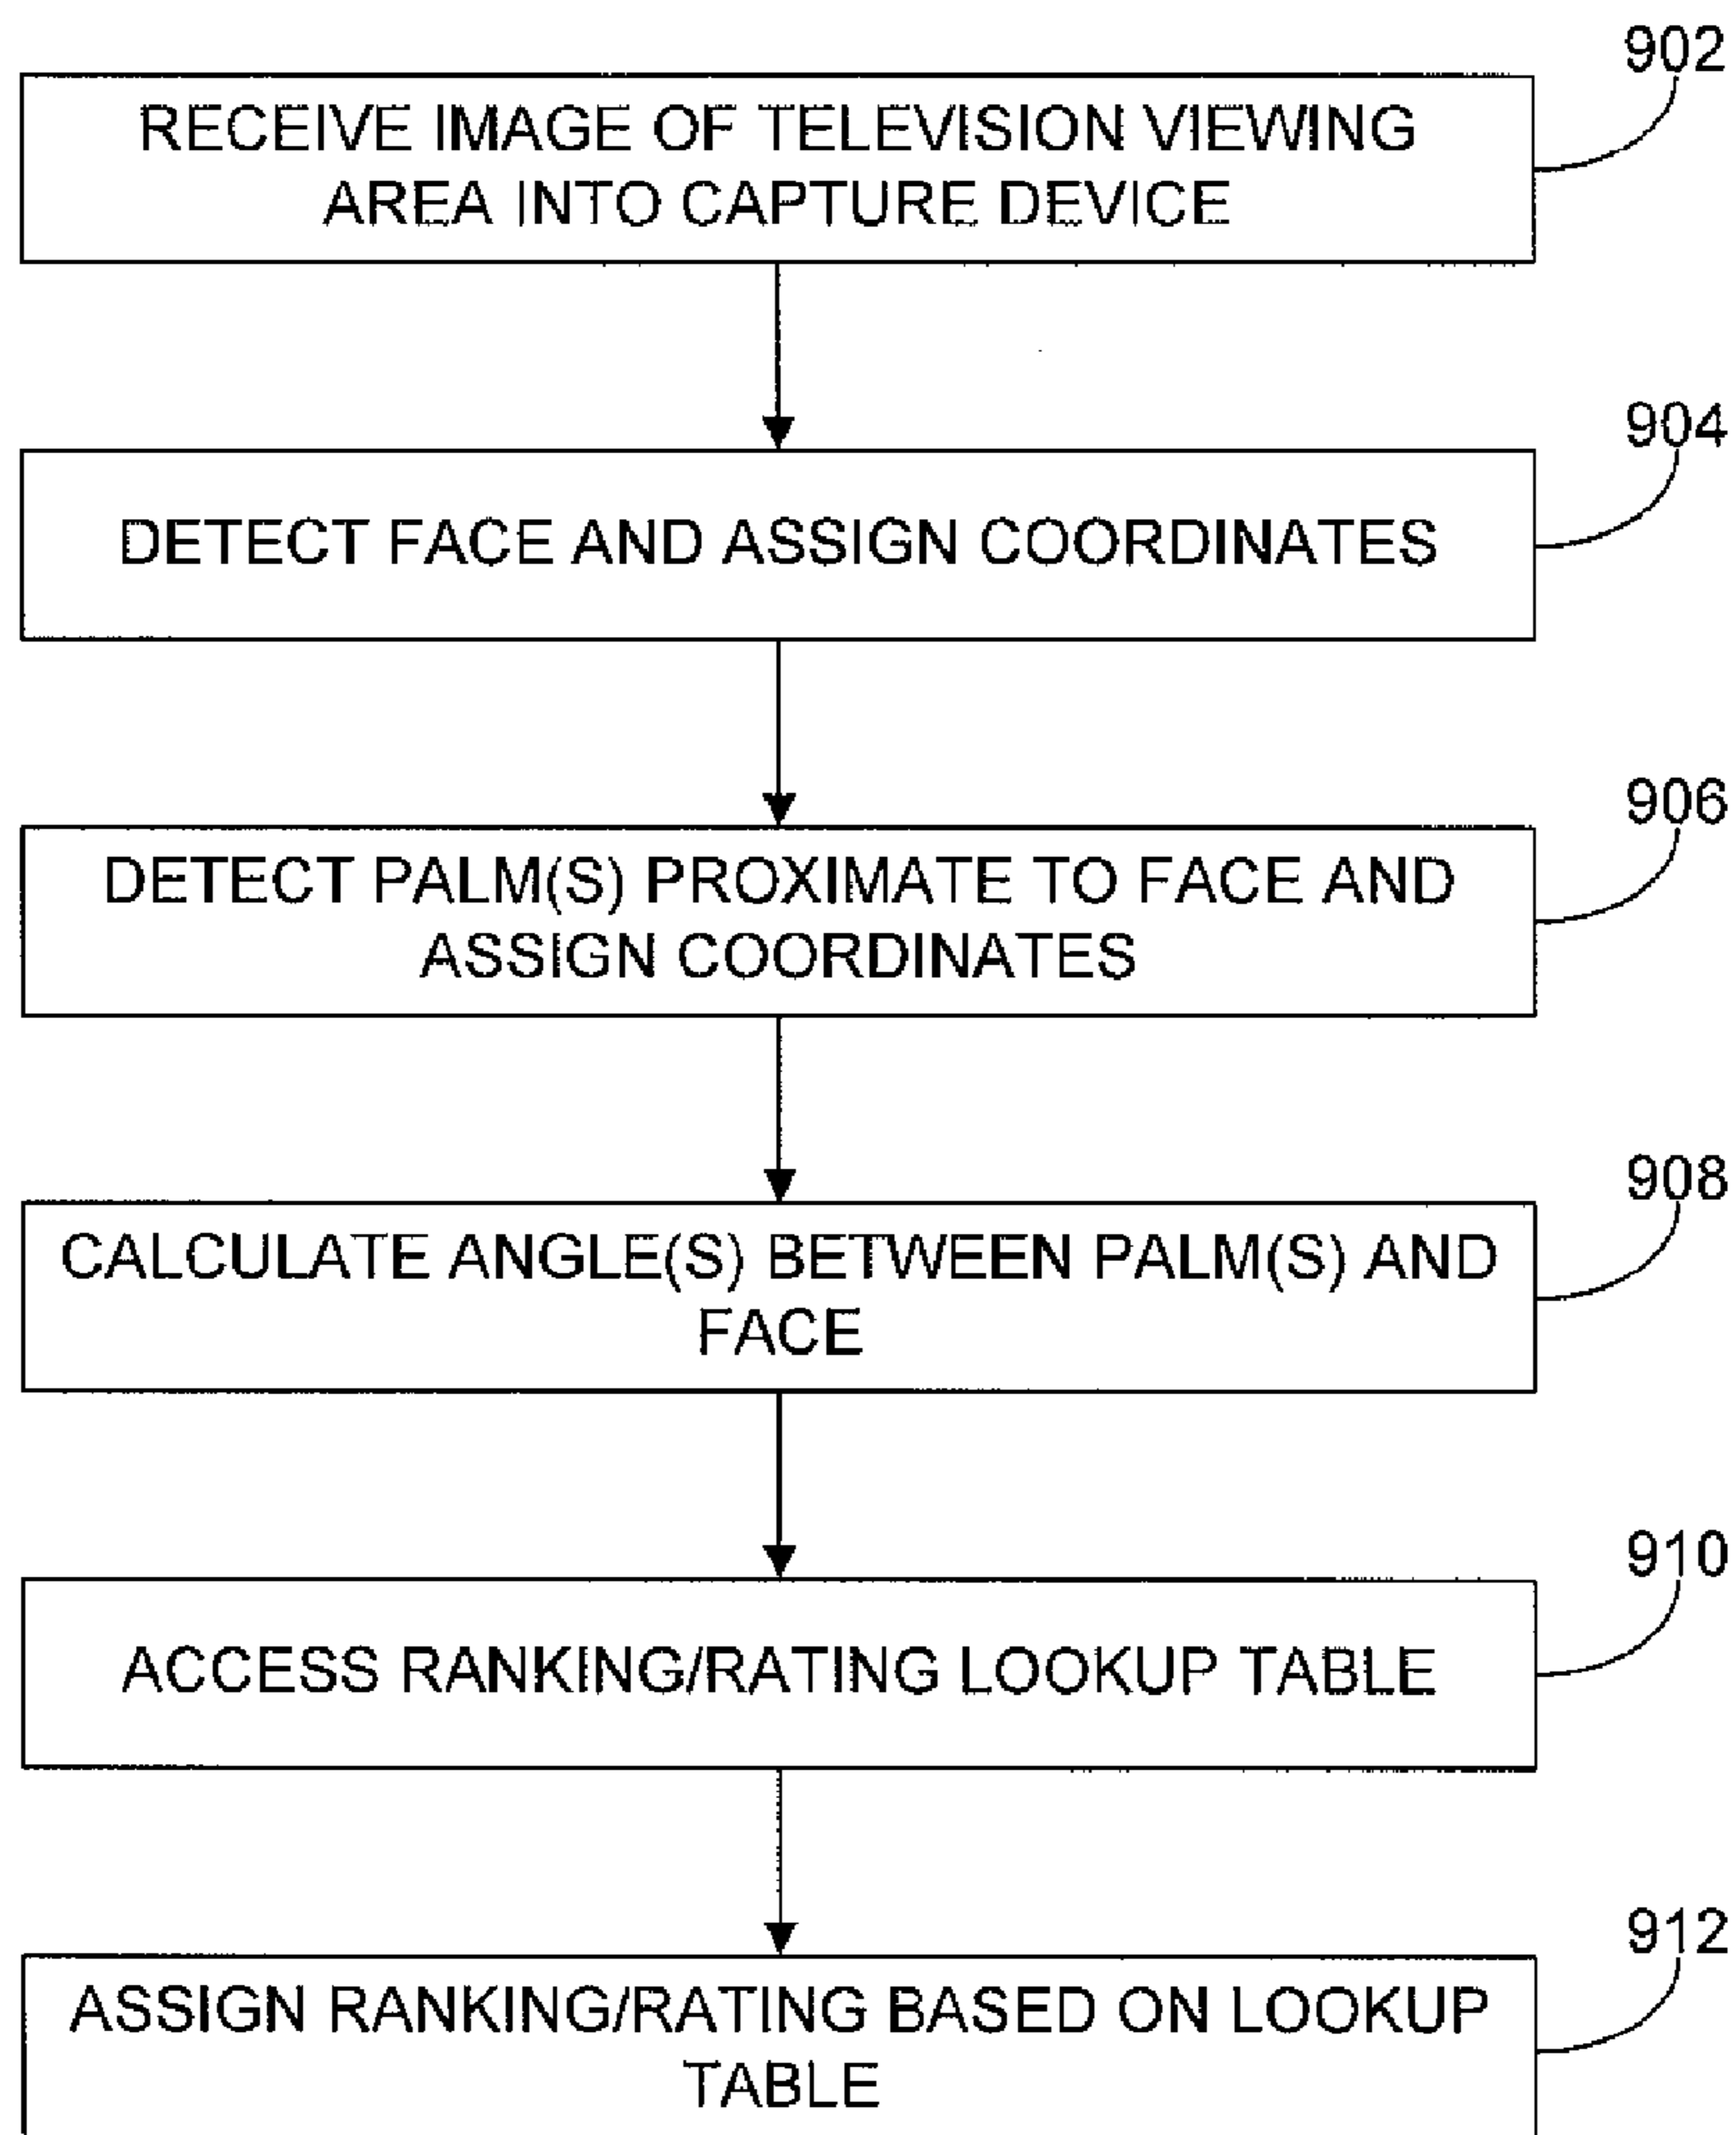 902
RECEIVE IMAGE OF TELEVISION VIEWING
AREA INTO CAPTURE DEVICE
904
DETECT FACE AND ASSIGN COORDINATES
906
DETECT PALM(S) PROXIMATE TO FACE AND
ASSIGN COORDINATES
908
CALCULATE ANGLE(S) BETWEEN PALM(S) AND
FACE
910
ACCESS RANKING/RATING LOOKUP TABLE
912
ASSIGN RANKING/RATING BASED ON LOOKUP
TABLE